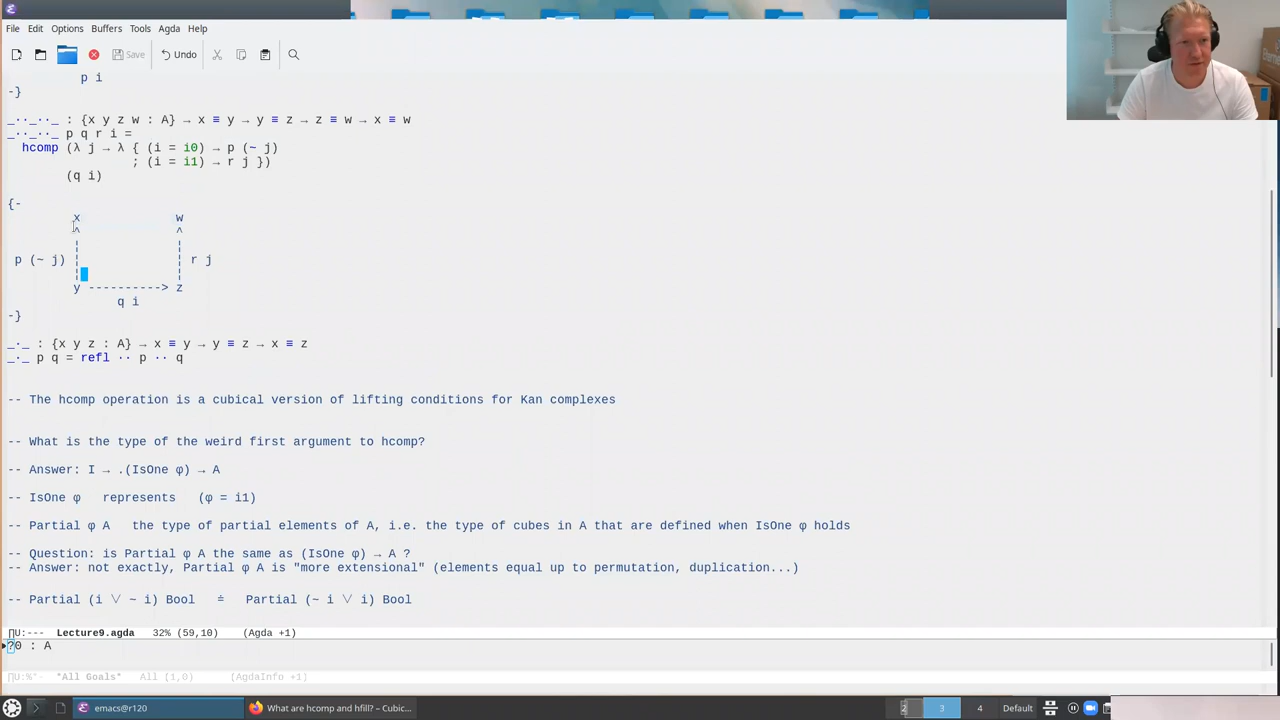 File Edit Options Buffers Tools Agda Help
Save Undo
p i
-}
_··_··_ : {x y z w : A} → x ≡ y → y ≡ z → z ≡ w → x ≡ w
_··_··_ p q r i =
hcomp (λ j → λ { (i = i0) → p (~ j)
; (i = i1) → r j })
(q i)
{-
x w
^ ^
¦ ¦
p (~ j) ¦ ¦ r j
¦ ¦
y ----------> z
q i
-}
_∙_ : {x y z : A} → x ≡ y → y ≡ z → x ≡ z
_∙_ p q = refl ·· p ·· q
-- The hcomp operation is a cubical version of lifting conditions for Kan complexes
-- What is the type of the weird first argument to hcomp?
-- Answer: I → .(IsOne φ) → A
-- IsOne φ represents (φ = i1)
-- Partial φ A the type of partial elements of A, i.e. the type of cubes in A that are defined when IsOne φ holds
-- Question: is Partial φ A the same as (IsOne φ) → A ?
-- Answer: not exactly, Partial φ A is "more extensional" (elements equal up to permutation, duplication...)
-- Partial (i ∨ ~ i) Bool ≐ Partial (~ i ∨ i) Bool
∏U:--- Lecture9.agda 32% (59,10) (Agda +1)
?0 : A
∏U:%*- *All Goals* All (1,0) (AgdaInfo +1)
emacs@r120 What are hcomp and hfill? – Cubic... 2 3 4 Default